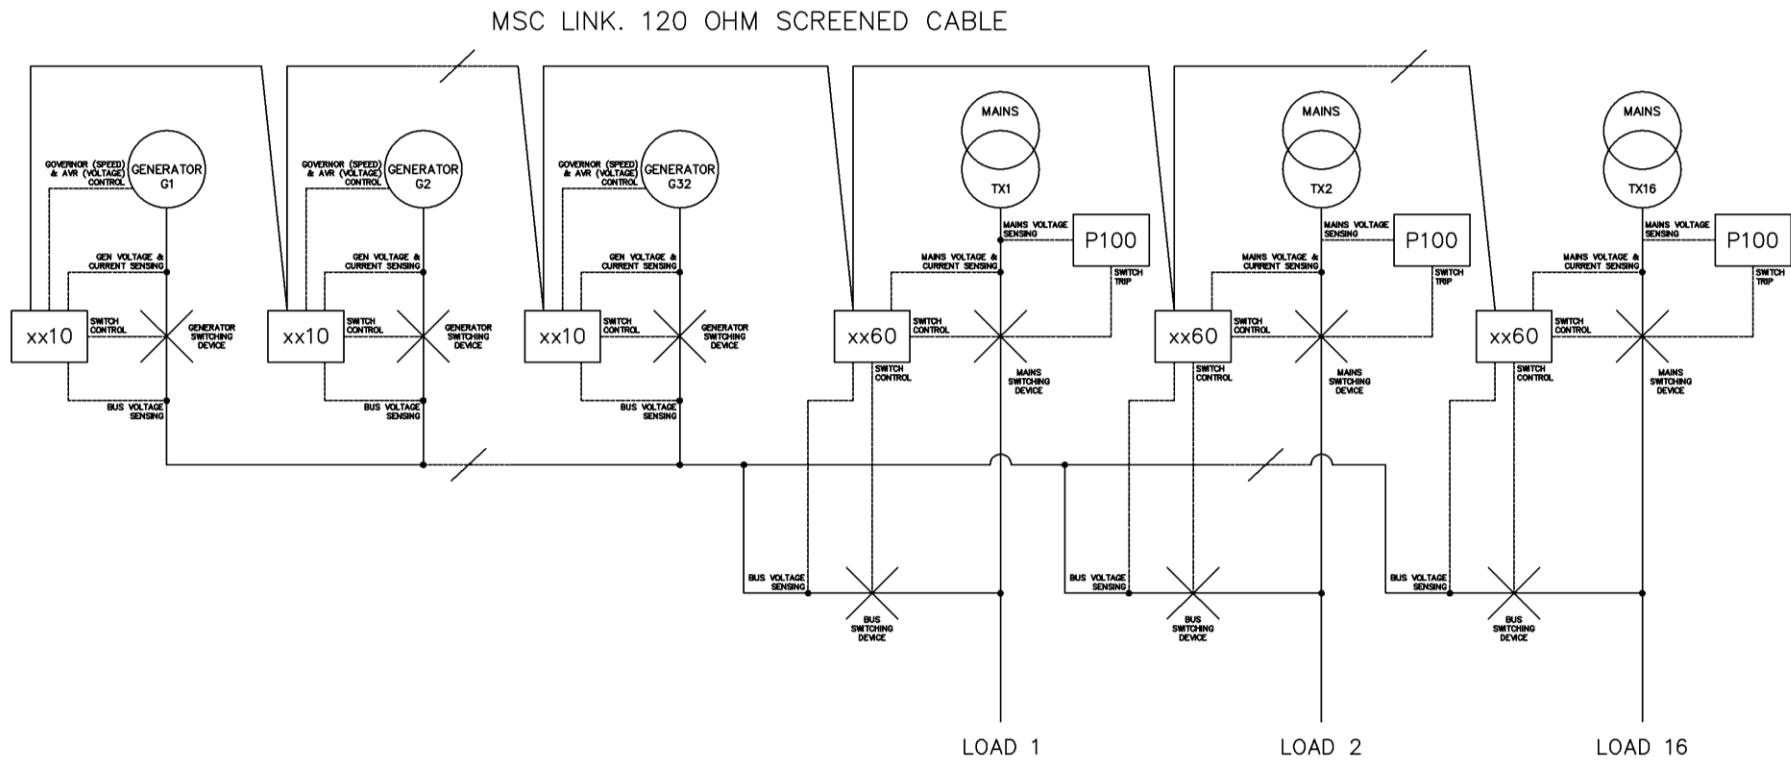 MSC LINK. 120 OHM SCREENED CABLE
GOVERNOR (SPEED)
& AVR (VOLTAGE)
CONTROL
GENERATOR
G1
GEN VOLTAGE &
CURRENT SENSING
xx10
SWITCH
CONTROL
GENERATOR
SWITCHING
DEVICE
BUS VOLTAGE
SENSING
GOVERNOR (SPEED)
& AVR (VOLTAGE)
CONTROL
GENERATOR
G2
GEN VOLTAGE &
CURRENT SENSING
xx10
SWITCH
CONTROL
GENERATOR
SWITCHING
DEVICE
BUS VOLTAGE
SENSING
GOVERNOR (SPEED)
& AVR (VOLTAGE)
CONTROL
GENERATOR
G32
GEN VOLTAGE &
CURRENT SENSING
xx10
SWITCH
CONTROL
GENERATOR
SWITCHING
DEVICE
BUS VOLTAGE
SENSING
MAINS
TX1
MAINS VOLTAGE
SENSING
P100
MAINS VOLTAGE &
CURRENT SENSING
SWITCH
TRIP
xx60
SWITCH
CONTROL
SWITCH
CONTROL
MAINS
SWITCHING
DEVICE
BUS VOLTAGE
SENSING
BUS
SWITCHING
DEVICE
LOAD 1
MAINS
TX2
MAINS VOLTAGE
SENSING
P100
MAINS VOLTAGE &
CURRENT SENSING
SWITCH
TRIP
xx60
SWITCH
CONTROL
SWITCH
CONTROL
MAINS
SWITCHING
DEVICE
BUS VOLTAGE
SENSING
BUS
SWITCHING
DEVICE
LOAD 2
MAINS
TX16
MAINS VOLTAGE
SENSING
P100
MAINS VOLTAGE &
CURRENT SENSING
SWITCH
TRIP
xx60
SWITCH
CONTROL
SWITCH
CONTROL
MAINS
SWITCHING
DEVICE
BUS VOLTAGE
SENSING
BUS
SWITCHING
DEVICE
LOAD 16